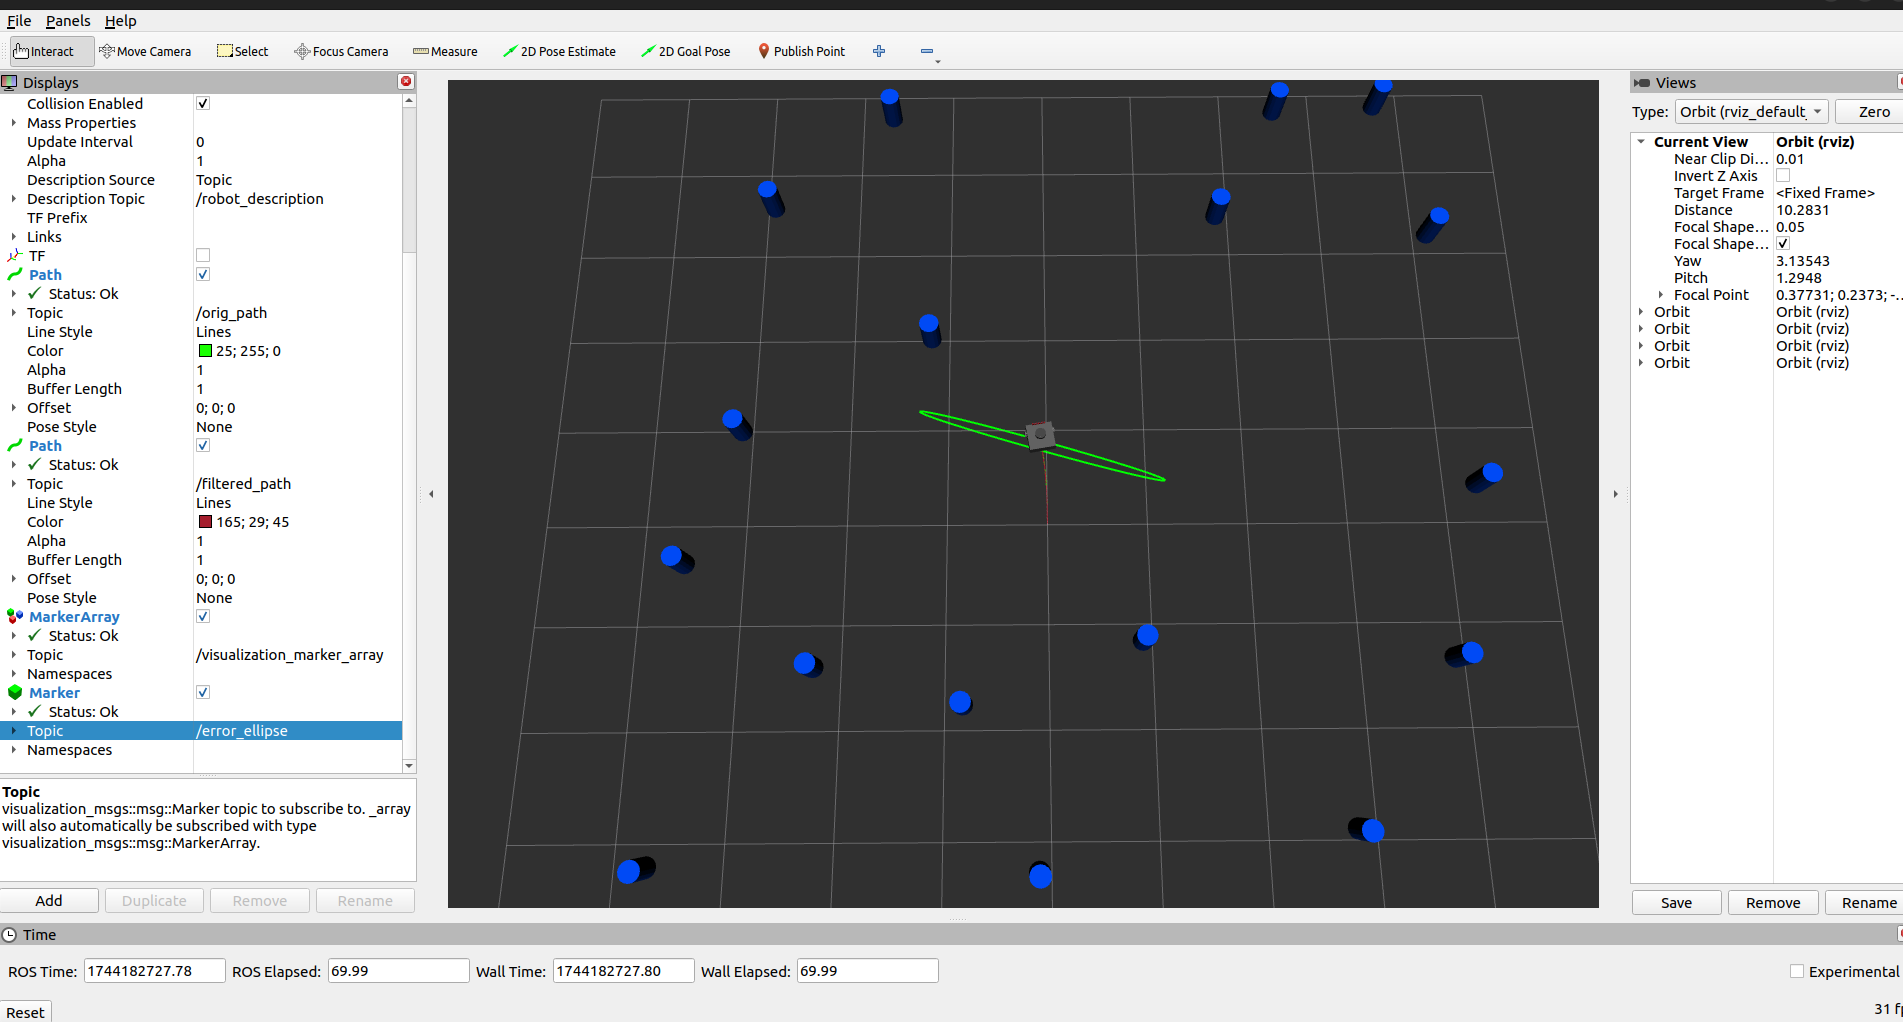 File Panels Help
Interact Move Camera Select Focus Camera Measure 2D Pose Estimate 2D Goal Pose Publish Point
Displays
Collision Enabled
Mass Properties
Update Interval 0
Alpha 1
Description Source Topic
Description Topic /robot_description
TF Prefix
Links
TF
Path
Status: Ok
Topic /orig_path
Line Style Lines
Color 25; 255; 0
Alpha 1
Buffer Length 1
Offset 0; 0; 0
Pose Style None
Path
Status: Ok
Topic /filtered_path
Line Style Lines
Color 165; 29; 45
Alpha 1
Buffer Length 1
Offset 0; 0; 0
Pose Style None
MarkerArray
Status: Ok
Topic /visualization_marker_array
Namespaces
Marker
Status: Ok
Topic /error_ellipse
Namespaces
Topic
visualization_msgs::msg::Marker topic to subscribe to. _array
will also automatically be subscribed with type
visualization_msgs::msg::MarkerArray.
Add Duplicate Remove Rename
Views
Type: Orbit (rviz_default_ Zero
Current View Orbit (rviz)
Near Clip Di... 0.01
Invert Z Axis
Target Frame <Fixed Frame>
Distance 10.2831
Focal Shape... 0.05
Focal Shape...
Yaw 3.13543
Pitch 1.2948
Focal Point 0.37731; 0.2373; -...
Orbit Orbit (rviz)
Orbit Orbit (rviz)
Orbit Orbit (rviz)
Orbit Orbit (rviz)
Save Remove Rename
Time
ROS Time: 1744182727.78 ROS Elapsed: 69.99 Wall Time: 1744182727.80 Wall Elapsed: 69.99 Experimental
Reset 31